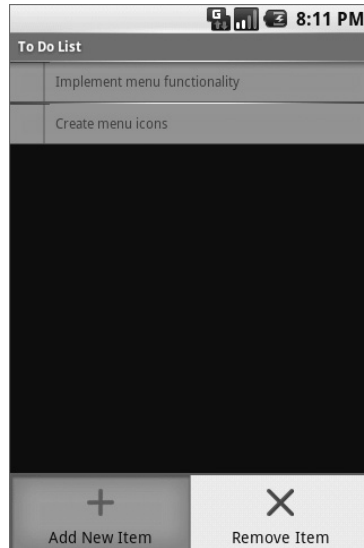 G 8:11 PM
To Do List
Implement menu functionality
Create menu icons
Add New Item
Remove Item